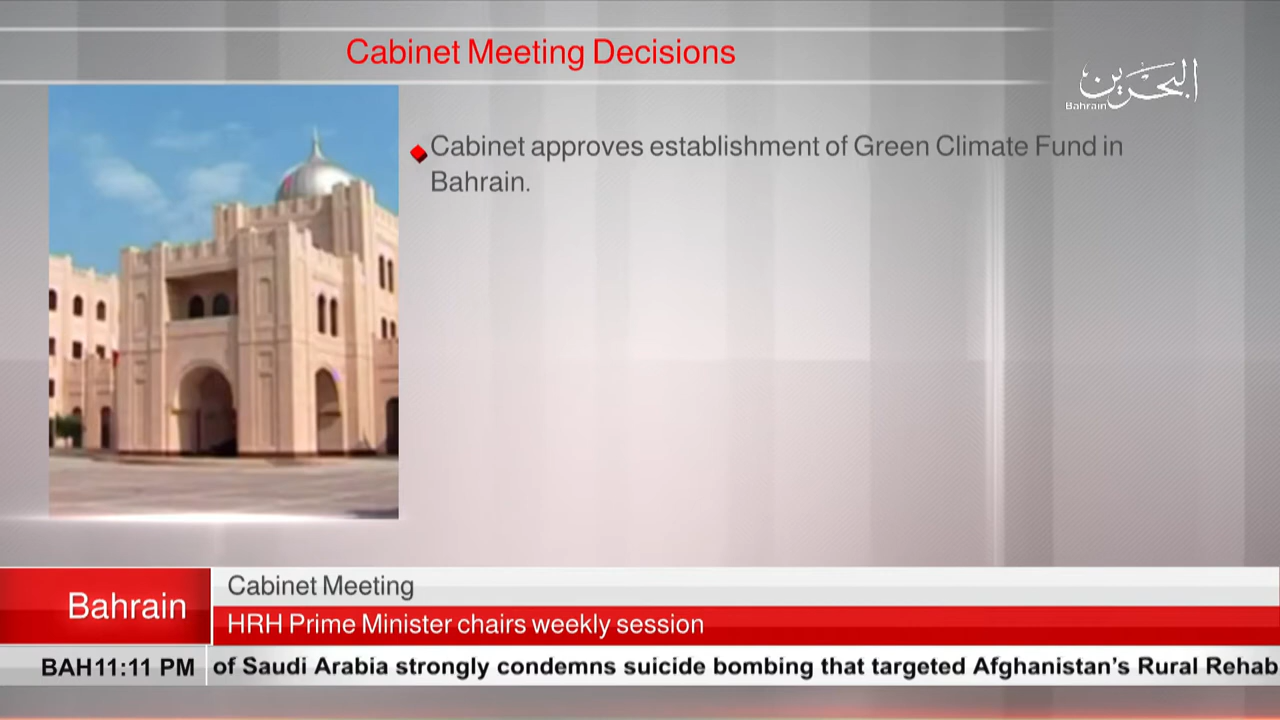 Cabinet Meeting Decisions
البحرين
Bahrain
Cabinet approves establishment of Green Climate Fund in
Bahrain.
Bahrain
Cabinet Meeting
HRH Prime Minister chairs weekly session
BAH11:11 PM
of Saudi Arabia strongly condemns suicide bombing that targeted Afghanistan’s Rural Rehab